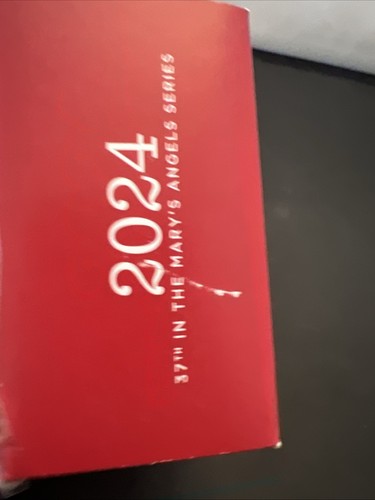 2024
37TH IN THE MARY'S ANGELS SERIES